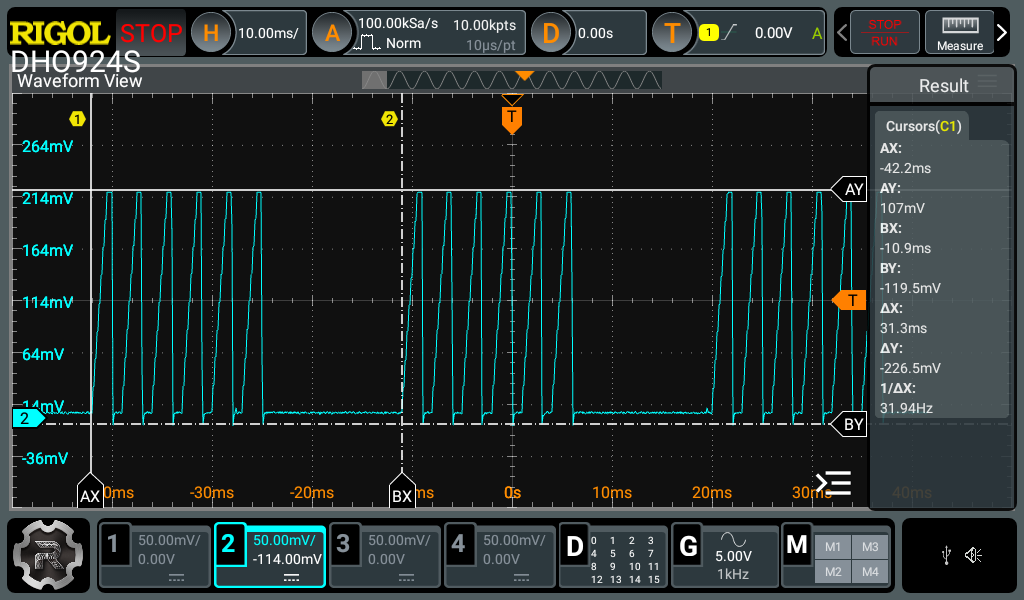 RIGOL STOP H 10.00ms/ A 100.00kSa/s 10.00kpts D 0.00s T 1 0.00V A STOP
Norm 10μs/pt RUN Measure
DHO924S
Waveform View
Result
1 2 T
Cursors(C1)
264mV
AX:
-42.2ms
214mV AY
AY:
107mV
164mV
BX:
-10.9ms
BY:
-119.5mV
114mV T
ΔX:
31.3ms
64mV
ΔY:
-226.5mV
14mV
1/ΔX:
31.94Hz
2 BY
-36mV
AX 0ms -30ms -20ms BX ms 0s 10ms 20ms 30ms 40ms
1 50.00mV/ 2 50.00mV/ 3 50.00mV/ 4 50.00mV/ D 0 1 2 3 G 5.00V M M1 M3
0.00V -114.00mV 0.00V 0.00V 4 5 6 7 1kHz M2 M4
8 9 10 11
12 13 14 15